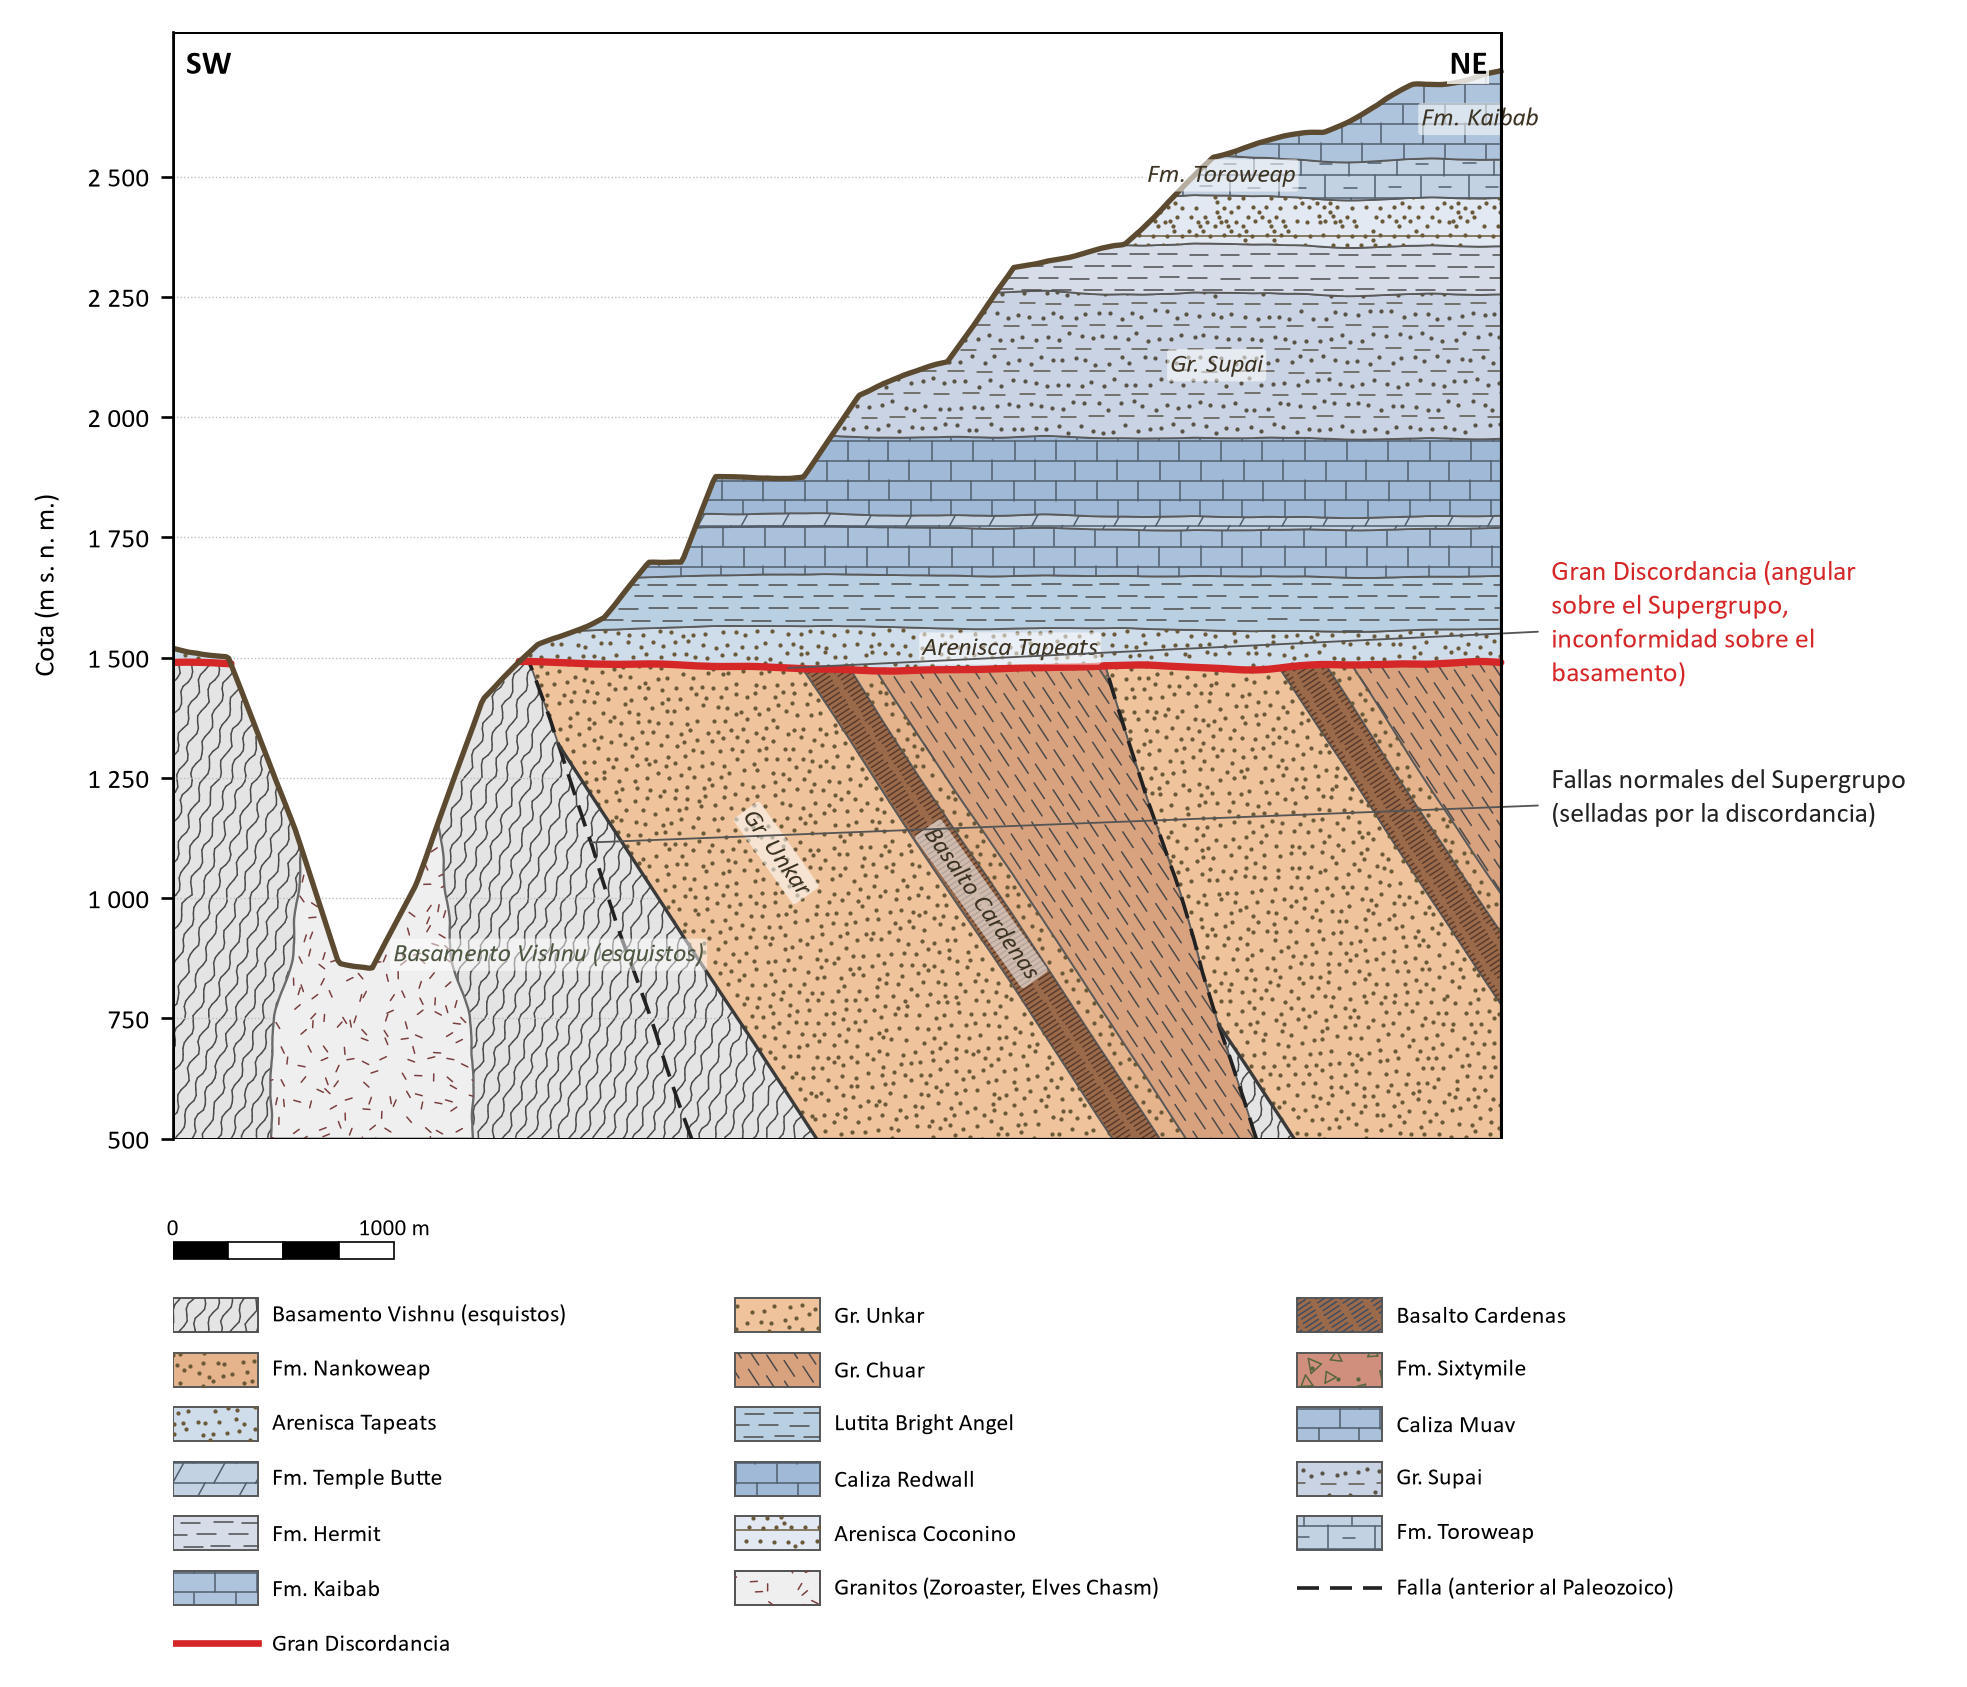 SW
NE
Fm. Kaibab
Fm. Toroweap
2 500
2 250
Gr. Supai
2 000
1 750
Cota (m s. n. m.)
Gran Discordancia (angular
sobre el Supergrupo,
inconformidad sobre el
basamento)
Arenisca Tapeats
1 500
1 250
Fallas normales del Supergrupo
(selladas por la discordancia)
Gr. Unkar
Basalto Cardenas
1 000
Basamento Vishnu (esquistos)
750
500
0
1000 m
Basamento Vishnu (esquistos)
Gr. Unkar
Basalto Cardenas
Fm. Nankoweap
Gr. Chuar
Fm. Sixtymile
Arenisca Tapeats
Lutita Bright Angel
Caliza Muav
Fm. Temple Butte
Caliza Redwall
Gr. Supai
Fm. Hermit
Arenisca Coconino
Fm. Toroweap
Fm. Kaibab
Granitos (Zoroaster, Elves Chasm)
Falla (anterior al Paleozoico)
Gran Discordancia